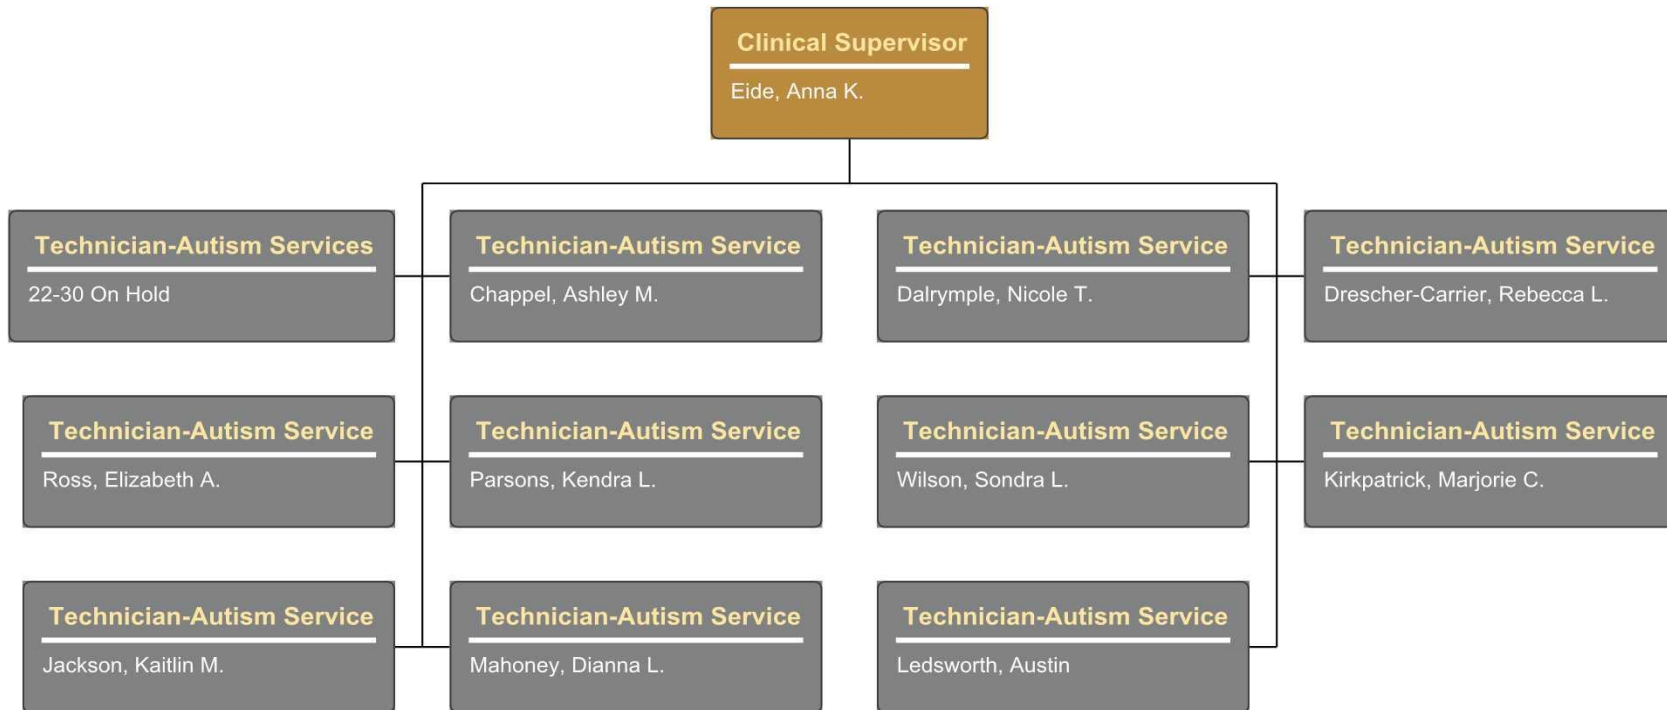 Clinical Supervisor
Eide, Anna K.
Technician-Autism Services
22-30 On Hold
Technician-Autism Service
Chappel, Ashley M.
Technician-Autism Service
Dalrymple, Nicole T.
Technician-Autism Service
Drescher-Carrier, Rebecca L.
Technician-Autism Service
Ross, Elizabeth A.
Technician-Autism Service
Parsons, Kendra L.
Technician-Autism Service
Wilson, Sondra L.
Technician-Autism Service
Kirkpatrick, Marjorie C.
Technician-Autism Service
Jackson, Kaitlin M.
Technician-Autism Service
Mahoney, Dianna L.
Technician-Autism Service
Ledsworth, Austin